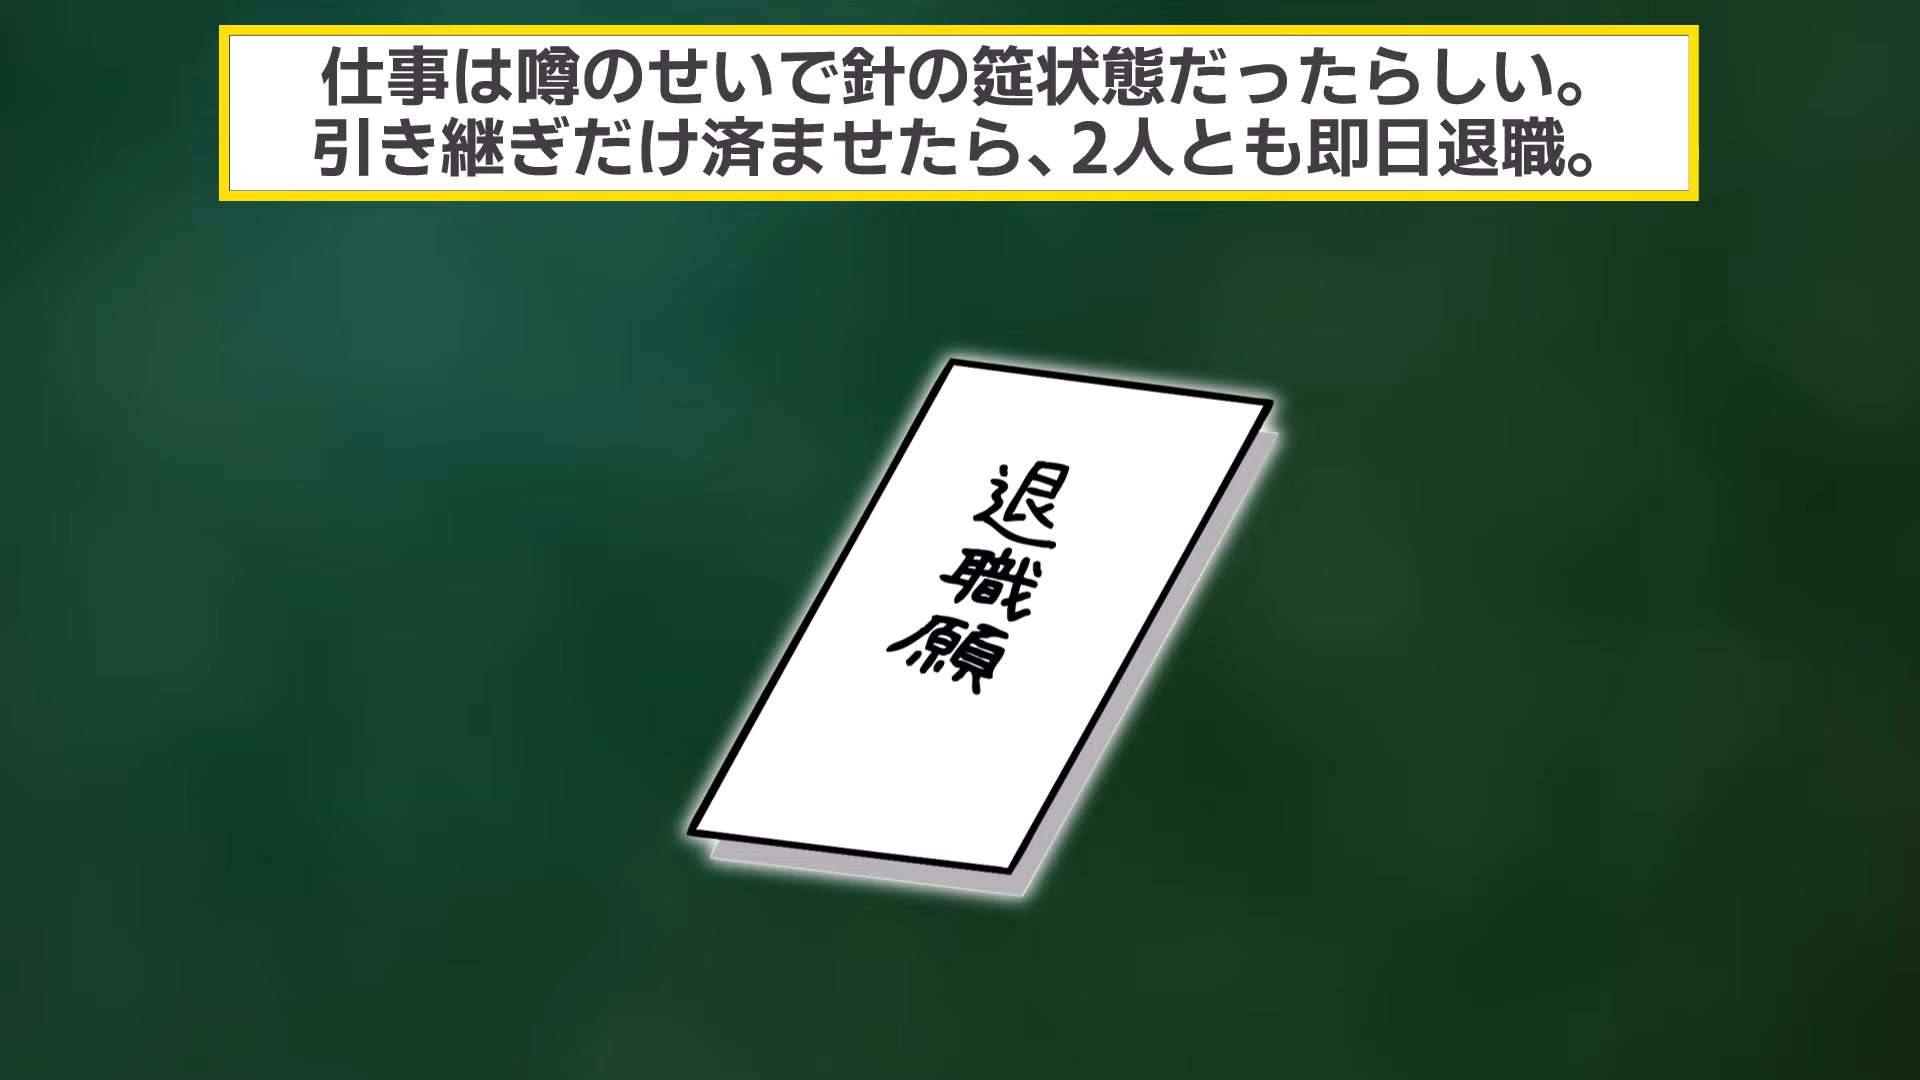 仕事は噂のせいで針の筵状態だったらしい。
引き継ぎだけ済ませたら、2人とも即日退職。
退職願